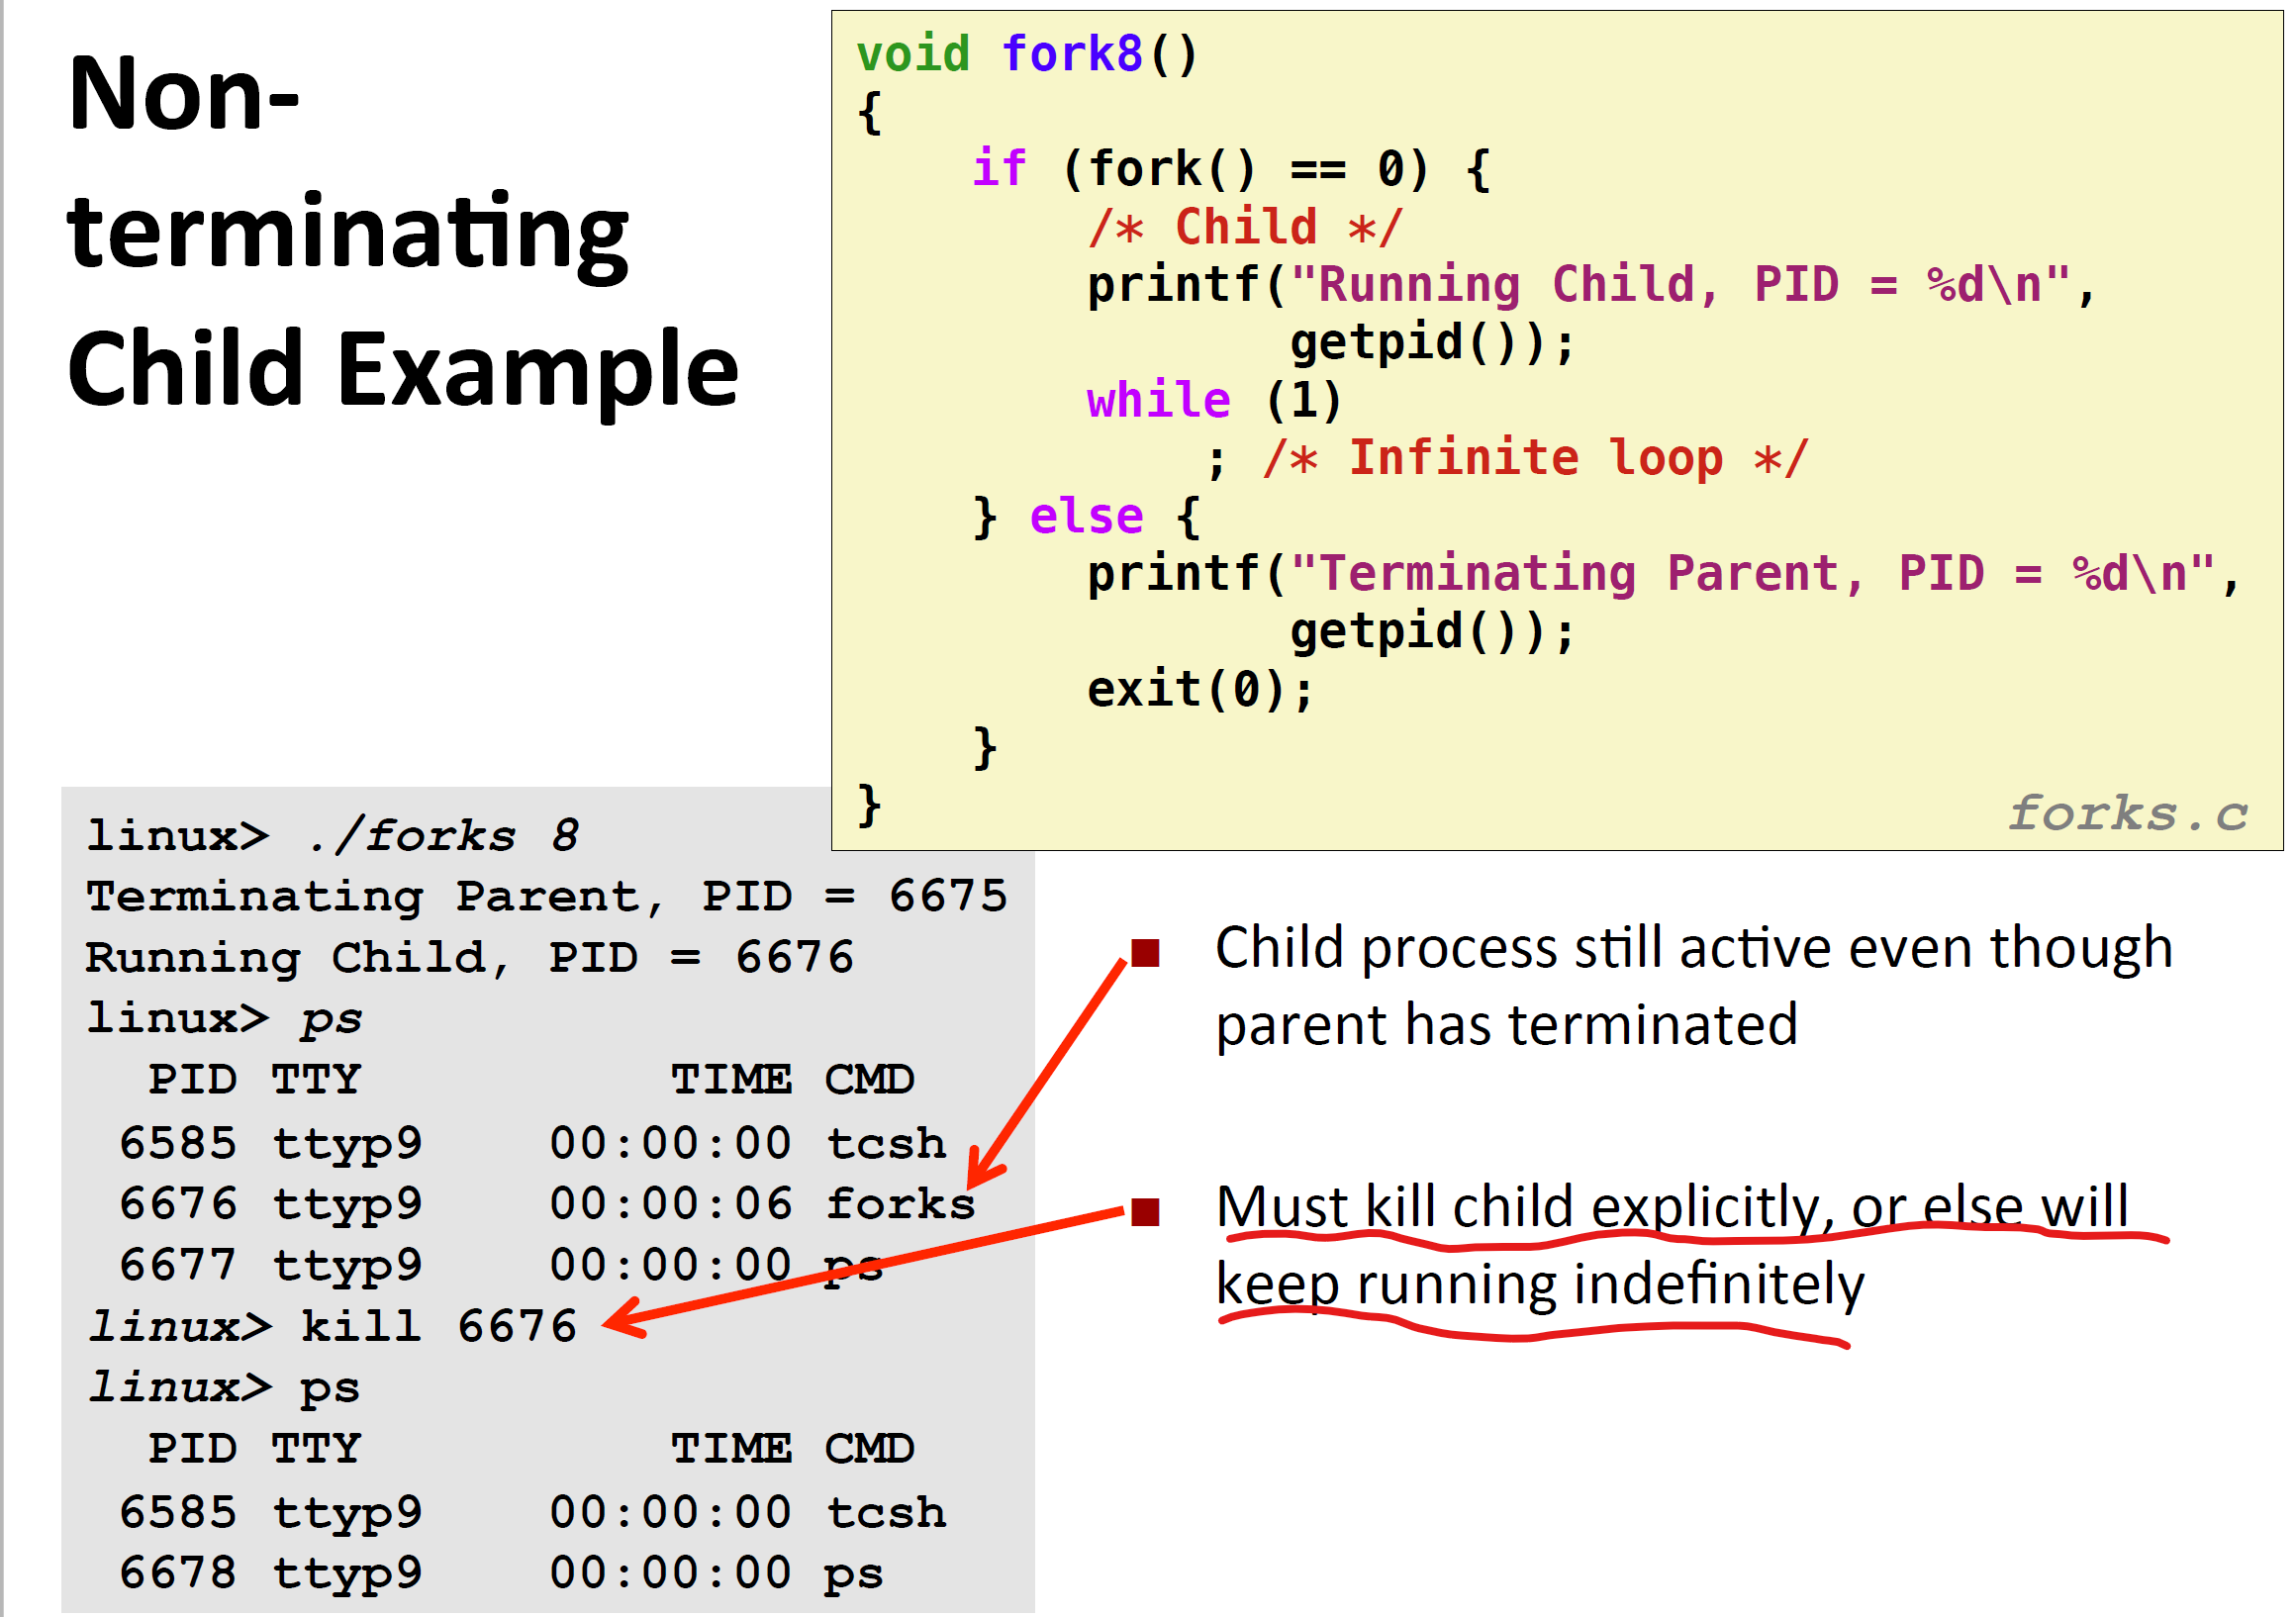 Non-
terminating
Child Example
void fork8()
{
    if (fork() == 0) {
        /* Child */
        printf("Running Child, PID = %d\n",
               getpid());
        while (1)
            ; /* Infinite loop */
    } else {
        printf("Terminating Parent, PID = %d\n",
               getpid());
        exit(0);
    }
}
forks.c
linux> ./forks 8
Terminating Parent, PID = 6675
Running Child, PID = 6676
linux> ps
  PID TTY          TIME CMD
 6585 ttyp9    00:00:00 tcsh
 6676 ttyp9    00:00:06 forks
 6677 ttyp9    00:00:00 ps
linux> kill 6676
linux> ps
  PID TTY          TIME CMD
 6585 ttyp9    00:00:00 tcsh
 6678 ttyp9    00:00:00 ps
■ Child process still active even though
parent has terminated
■ Must kill child explicitly, or else will
keep running indefinitely